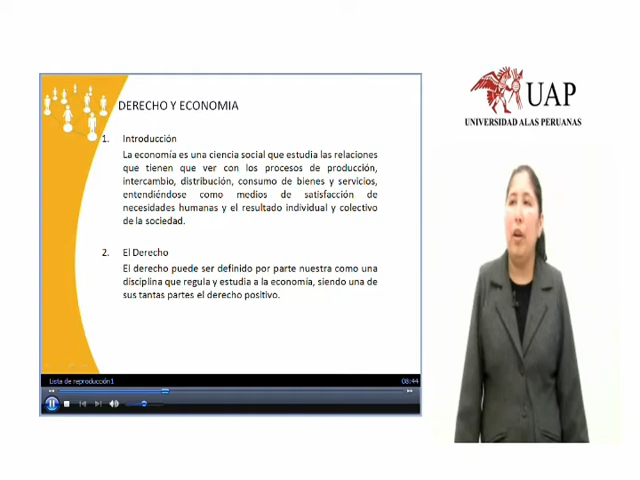 DERECHO Y ECONOMIA
1. Introducción
La economía es una ciencia social que estudia las relaciones
que tienen que ver con los procesos de producción,
intercambio, distribución, consumo de bienes y servicios,
entendiéndose como medios de satisfacción de
necesidades humanas y el resultado individual y colectivo
de la sociedad.
2. El Derecho
El derecho puede ser definido por parte nuestra como una
disciplina que regula y estudia a la economía, siendo una de
sus tantas partes el derecho positivo.
Lista de reproducción1
08:44
UAP
UNIVERSIDAD ALAS PERUANAS